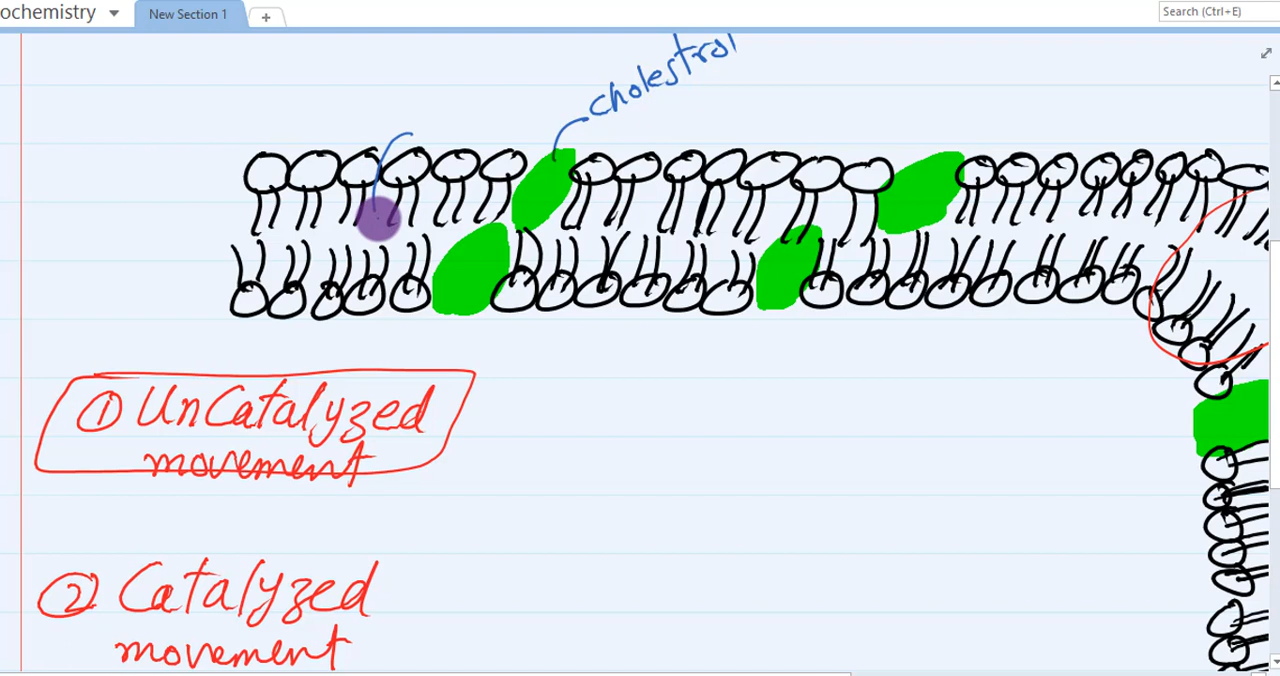 ochemistry
New Section 1
+
Search (Ctrl+E)
cholestrol
① UnCatalyzed
movement
② Catalyzed
movement